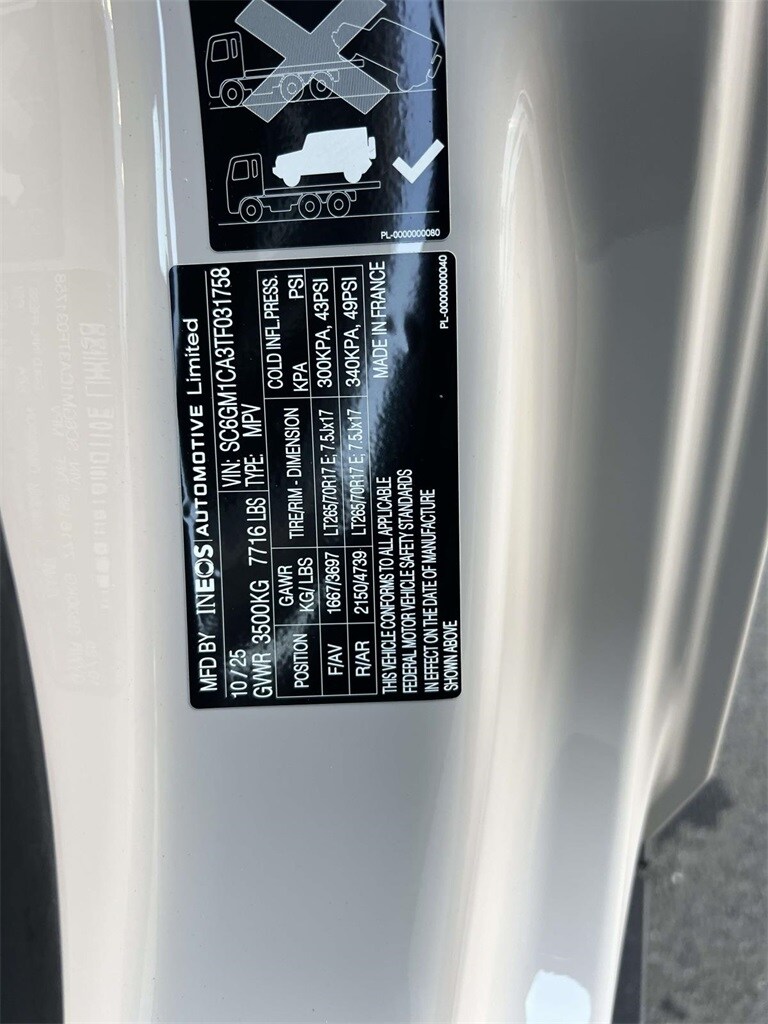 PL-0000000080
MFD BY INEOS AUTOMOTIVE Limited
10 / 25 VIN: SC6GM1CA3TF031758
GVWR 3500KG 7716 LBS TYPE: MPV
POSITION GAWR KG/ LBS TIRE/RIM - DIMENSION COLD INFL.PRESS. KPA PSI
F/AV 1667/3697 LT265/70R17 E; 7.5Jx17 300KPA, 43PSI
R/AR 2150/4739 LT265/70R17 E; 7.5Jx17 340KPA, 49PSI
THIS VEHICLE CONFORMS TO ALL APPLICABLE MADE IN FRANCE
FEDERAL MOTOR VEHICLE SAFETY STANDARDS
IN EFFECT ON THE DATE OF MANUFACTURE
SHOWN ABOVE
PL-0000000040